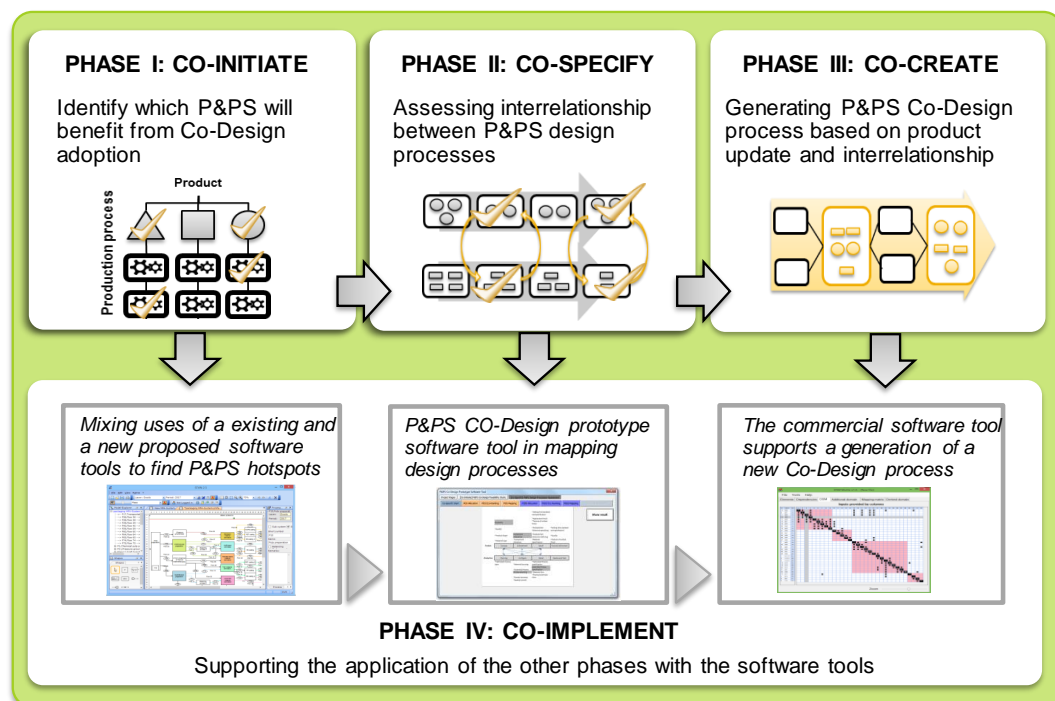 PHASE I: CO-INITIATE
Identify which P&PS will
benefit from Co-Design
adoption
Product
Production process
PHASE II: CO-SPECIFY
Assessing interrelationship
between P&PS design
processes
PHASE III: CO-CREATE
Generating P&PS Co-Design
process based on product
update and interrelationship
Mixing uses of a existing and
a new proposed software
tools to find P&PS hotspots
P&PS CO-Design prototype
software tool in mapping
design processes
The commercial software tool
supports a generation of a
new Co-Design process
PHASE IV: CO-IMPLEMENT
Supporting the application of the other phases with the software tools